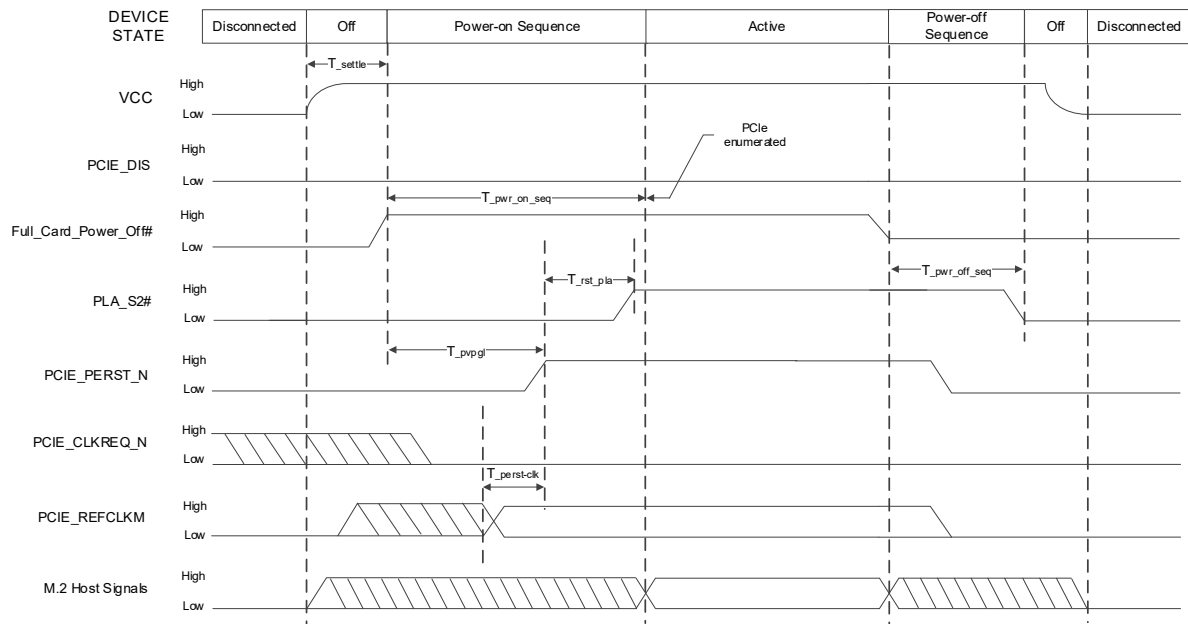 DEVICE
STATE
Disconnected
Off
Power-on Sequence
Active
Power-off
Sequence
Off
Disconnected
T_settle
VCC
High
Low
PCIe
enumerated
PCIE_DIS
High
Low
T_pwr_on_seq
Full_Card_Power_Off#
High
Low
T_rst_pla
T_pwr_off_seq
PLA_S2#
High
Low
T_pvpgl
PCIE_PERST_N
High
Low
PCIE_CLKREQ_N
High
Low
T_perst-clk
PCIE_REFCLKM
High
Low
M.2 Host Signals
High
Low